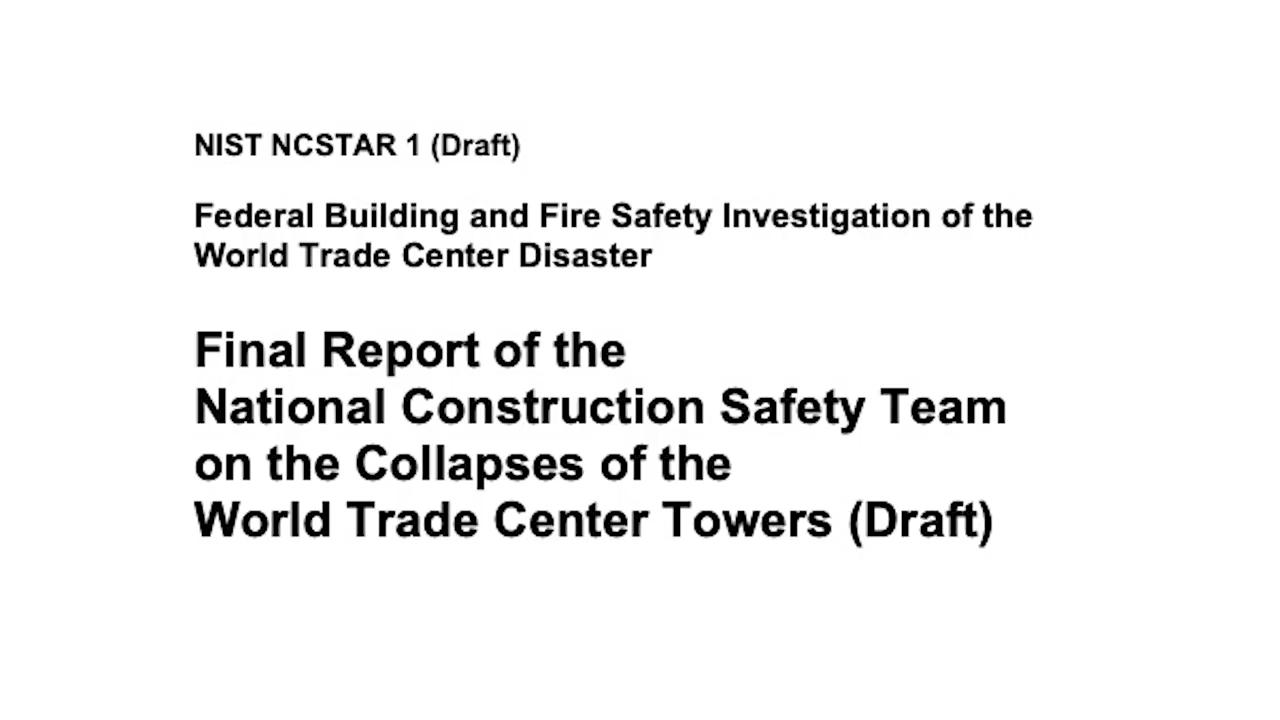 NIST NCSTAR 1 (Draft)
Federal Building and Fire Safety Investigation of the
World Trade Center Disaster
Final Report of the
National Construction Safety Team
on the Collapses of the
World Trade Center Towers (Draft)